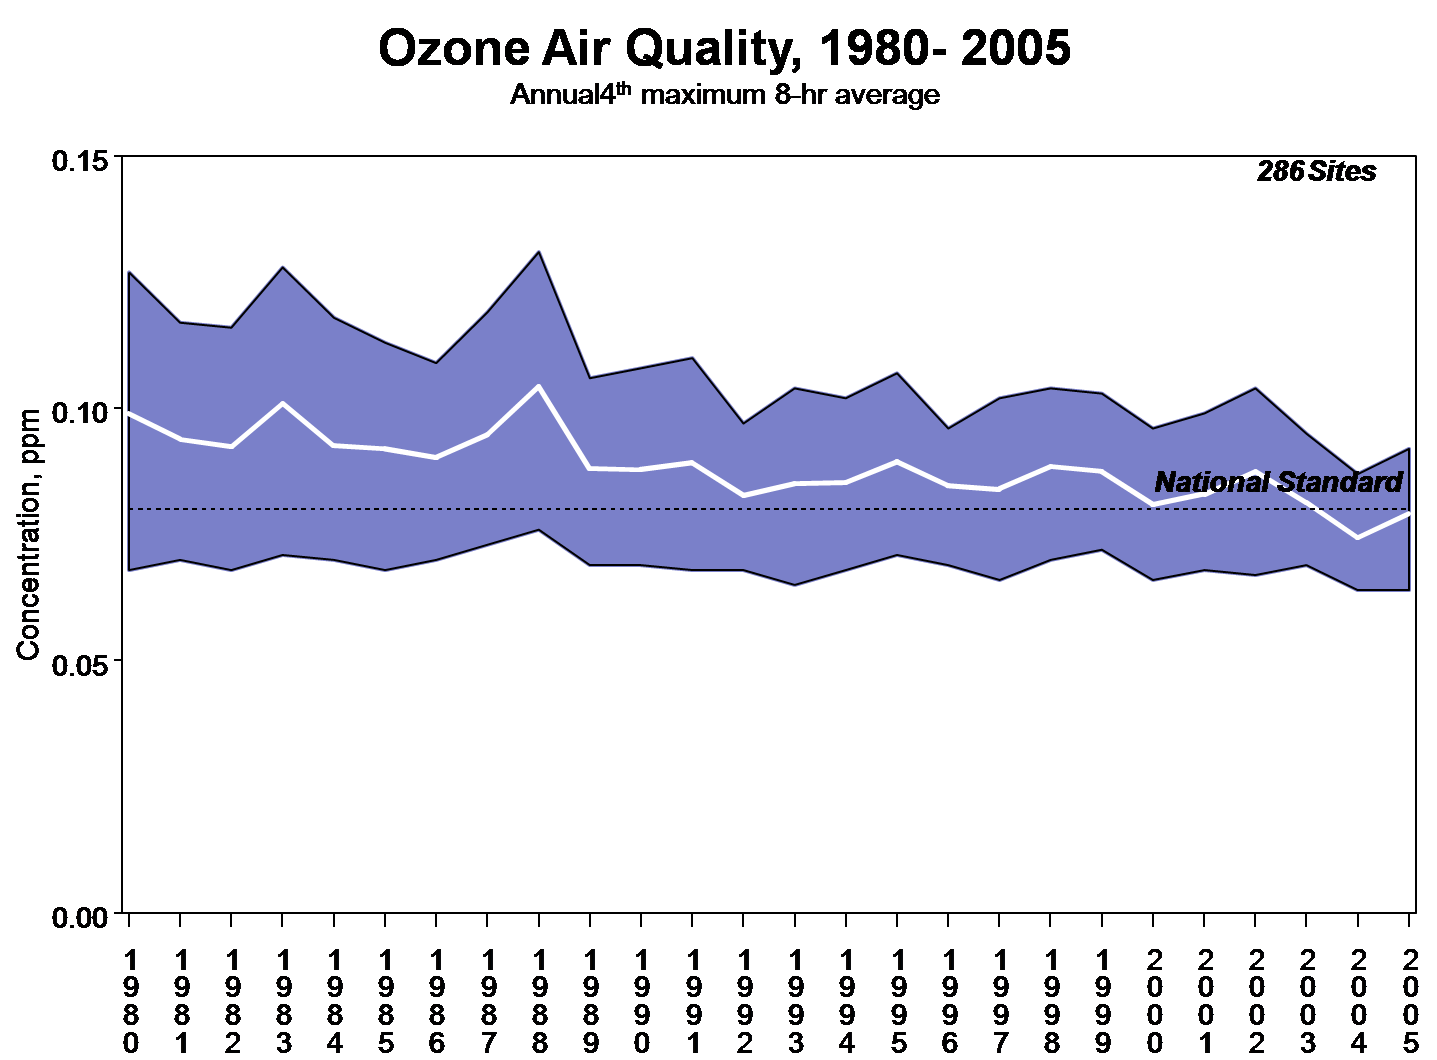 Ozone Air Quality, 1980- 2005
Annual4th maximum 8-hr average
0.15
286 Sites
0.10
National Standard
Concentration, ppm
0.05
0.00
1980 1981 1982 1983 1984 1985 1986 1987 1988 1989 1990 1991 1992 1993 1994 1995 1996 1997 1998 1999 2000 2001 2002 2003 2004 2005